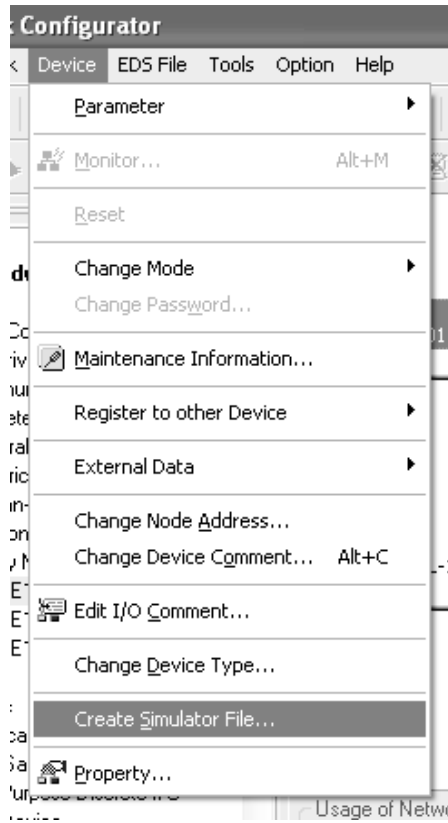 Configurator
Device EDS File Tools Option Help
Parameter
Monitor... Alt+M
Reset
Change Mode
Change Password...
Maintenance Information...
Register to other Device
External Data
Change Node Address...
Change Device Comment... Alt+C
Edit I/O Comment...
Change Device Type...
Create Simulator File...
Property...
Usage of